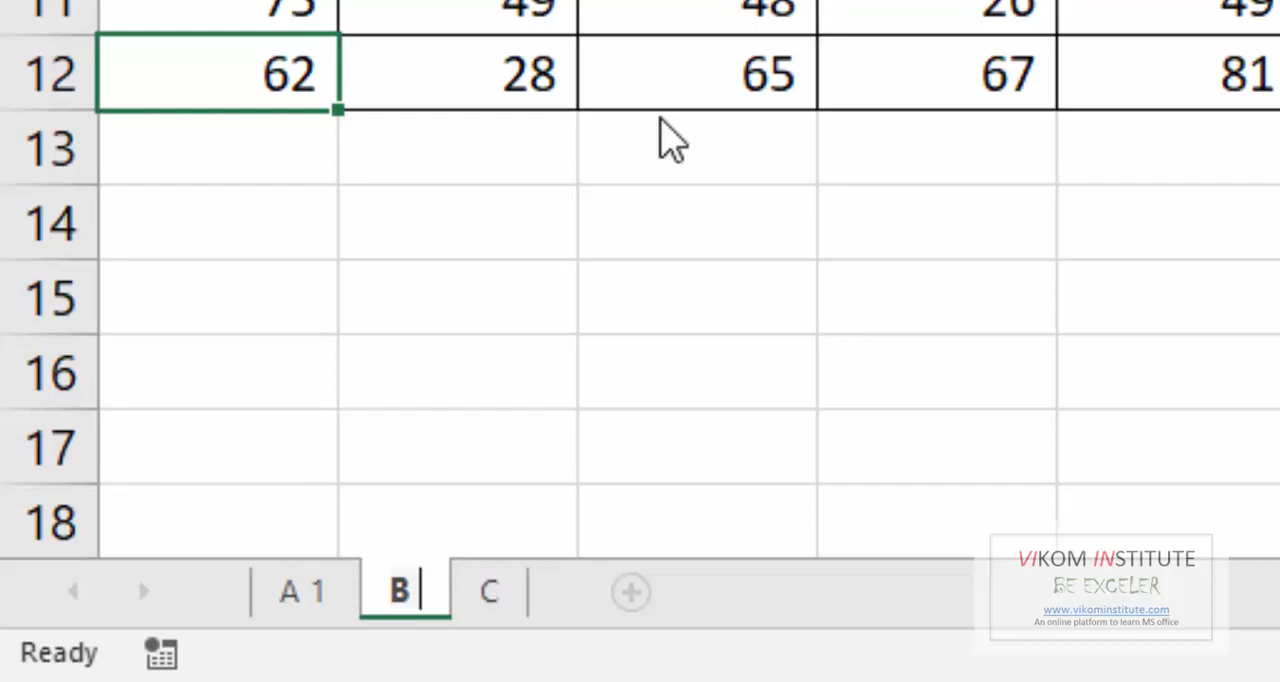 11 75 49 48 26 49
12 62 28 65 67 81
13
14
15
16
17
18
A 1 B C
Ready
VIKOM INSTITUTE
BE EXCELER
www.vikominstitute.com
An online platform to learn MS office